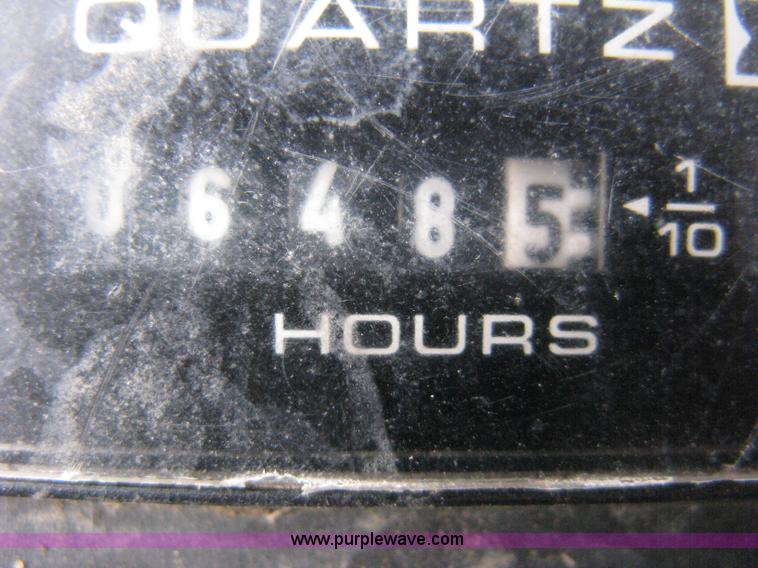 QUARTZ
06485 1/10
HOURS
www.purplewave.com